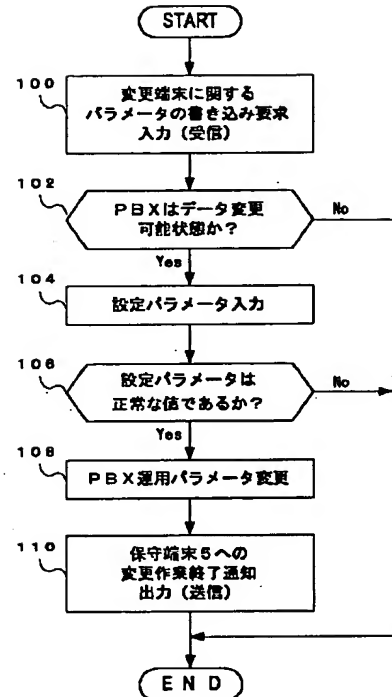 START
100
変更端末に関する
パラメータの書き込み要求
入力（受信）
102
PBXはデータ変更
可能状態か？
No
Yes
104
設定パラメータ入力
106
設定パラメータは
正常な値であるか？
No
Yes
108
PBX運用パラメータ変更
110
保守端末5への
変更作業終了通知
出力（送信）
END